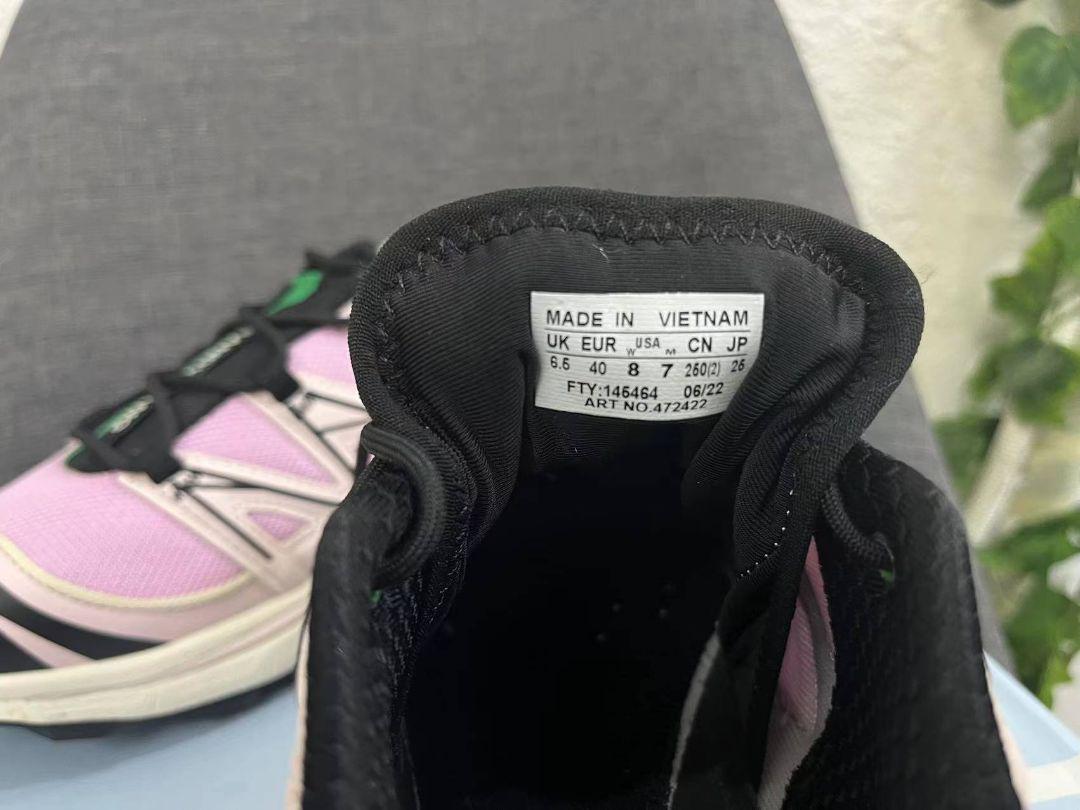 MADE IN VIETNAM
UK EUR W USA M CN JP
6.5 40 8 7 250(2) 25
FTY:145464 06/22
ART NO.472422